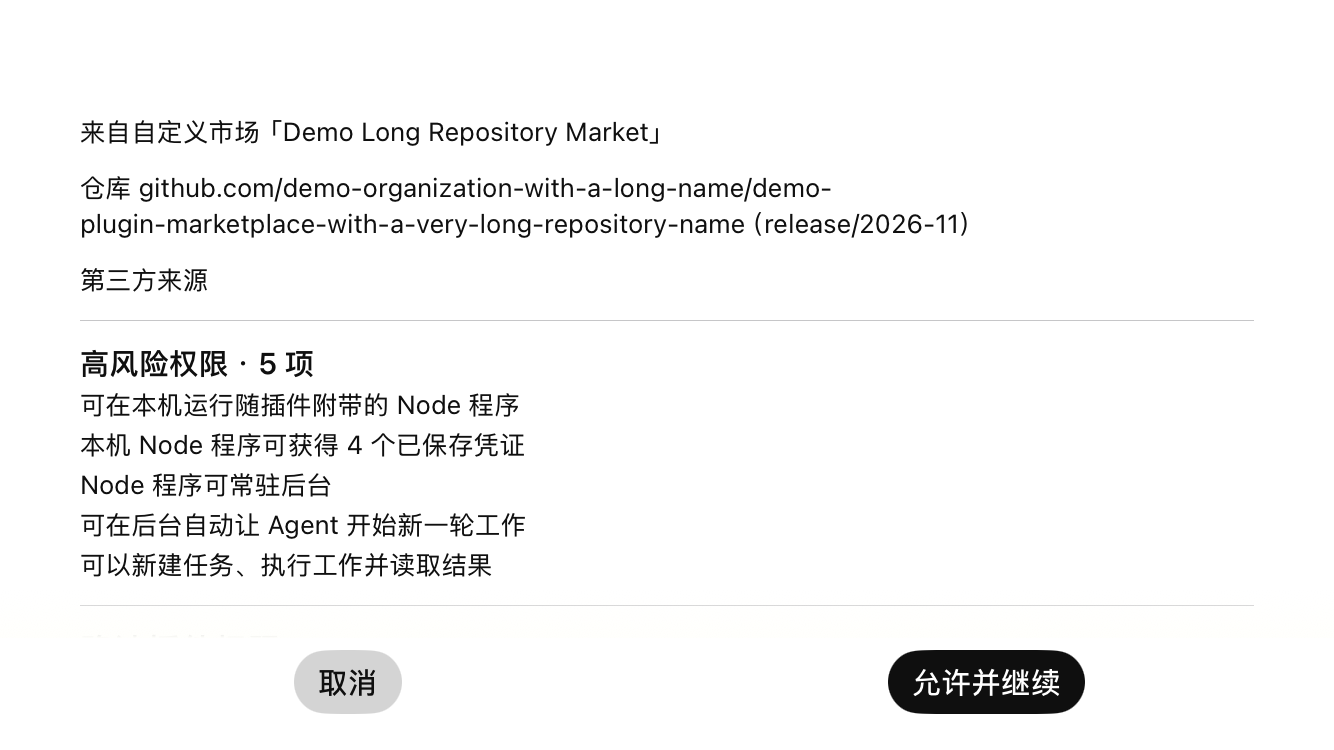 来自自定义市场「Demo Long Repository Market」
仓库 github.com/demo-organization-with-a-long-name/demo-
plugin-marketplace-with-a-very-long-repository-name (release/2026-11)
第三方来源
高风险权限 · 5 项
可在本机运行随插件附带的 Node 程序
本机 Node 程序可获得 4 个已保存凭证
Node 程序可常驻后台
可在后台自动让 Agent 开始新一轮工作
可以新建任务、执行工作并读取结果
取消
允许并继续